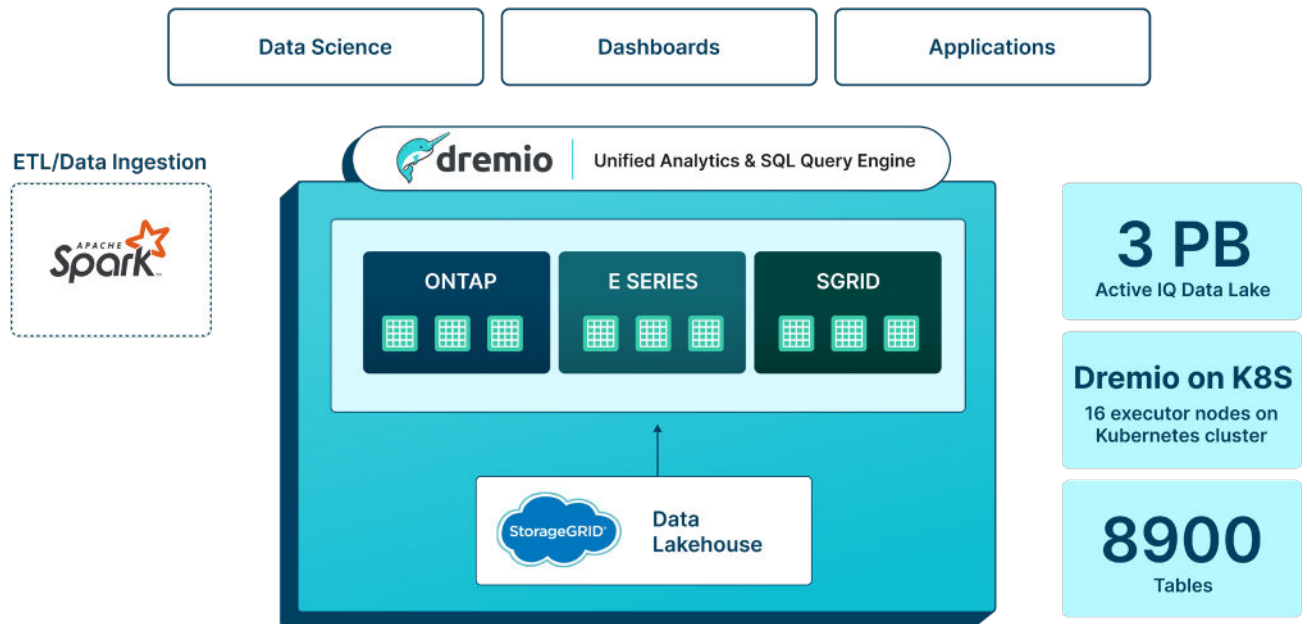 Data Science
Dashboards
Applications
dremio
Unified Analytics & SQL Query Engine
ETL/Data Ingestion
APACHE
Spark™
ONTAP
E SERIES
SGRID
StorageGRID®
Data
Lakehouse
3 PB
Active IQ Data Lake
Dremio on K8S
16 executor nodes on
Kubernetes cluster
8900
Tables